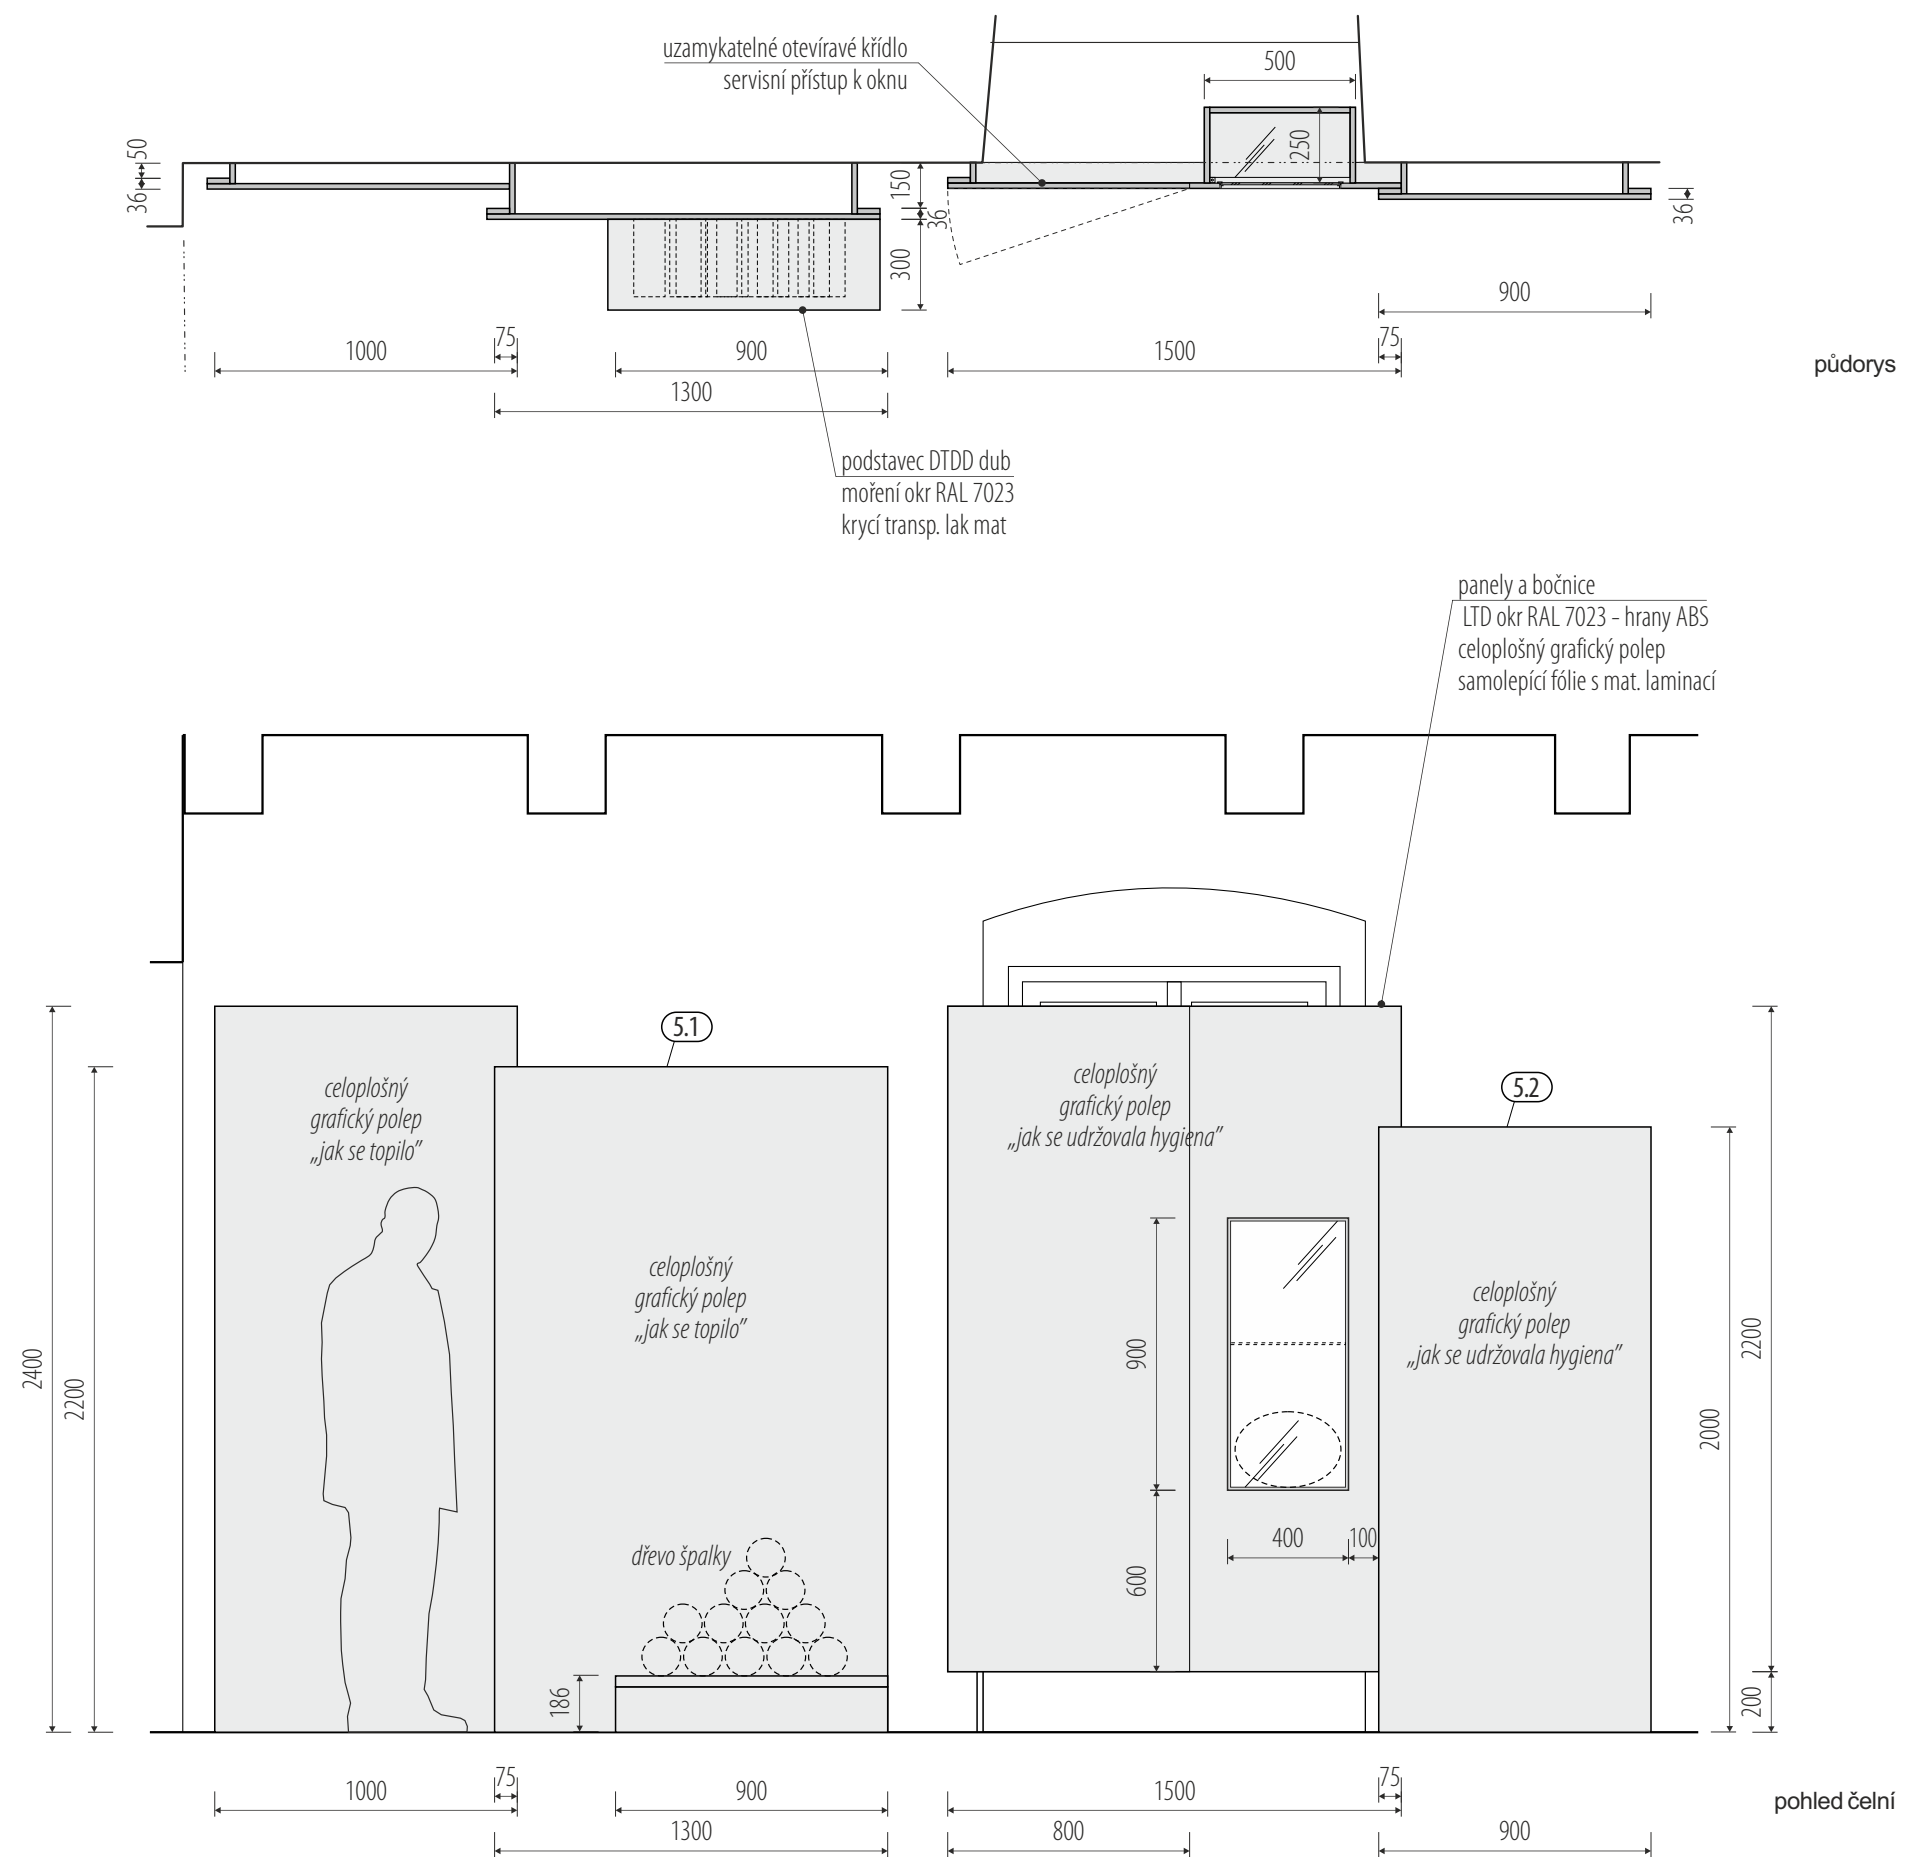 uzamykatelné otevíravé křídlo
servisní přístup k oknu
500
250
50
36
150
36
300
36
900
75
1000
900
1300
1500
75
půdorys
podstavec DTDD dub
moření okr RAL 7023
krycí transp. lak mat
panely a bočnice
LTD okr RAL 7023 - hrany ABS
celoplošný grafický polep
samolepící fólie s mat. laminací
5.1
5.2
celoplošný
grafický polep
„jak se topilo”
celoplošný
grafický polep
„jak se topilo”
celoplošný
grafický polep
„jak se udržovala hygiena”
celoplošný
grafický polep
„jak se udržovala hygiena”
dřevo špalky
2400
2200
186
900
600
400
100
2200
2000
200
1000
75
900
1300
1500
75
800
900
pohled čelní